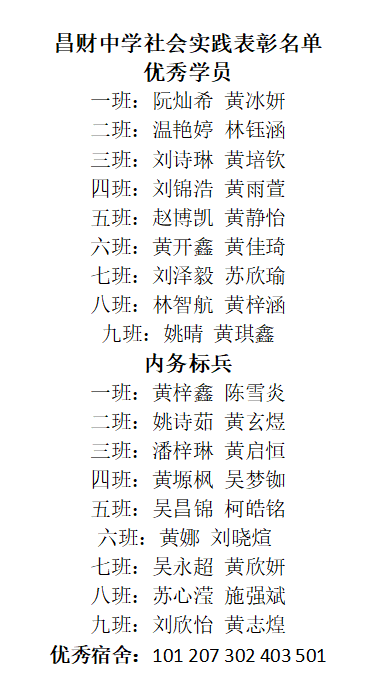 昌财中学社会实践表彰名单
优秀学员
一班：阮灿希 黄冰妍
二班：温艳婷 林钰涵
三班：刘诗琳 黄培钦
四班：刘锦浩 黄雨萱
五班：赵博凯 黄静怡
六班：黄开鑫 黄佳琦
七班：刘泽毅 苏欣瑜
八班：林智航 黄梓涵
九班：姚晴 黄琪鑫
内务标兵
一班：黄梓鑫 陈雪炎
二班：姚诗茹 黄玄煜
三班：潘梓琳 黄启恒
四班：黄塬枫 吴梦铷
五班：吴昌锦 柯皓铭
六班：黄娜 刘晓煊
七班：吴永超 黄欣妍
八班：苏心滢 施强斌
九班：刘欣怡 黄志煌
优秀宿舍：101 207 302 403 501